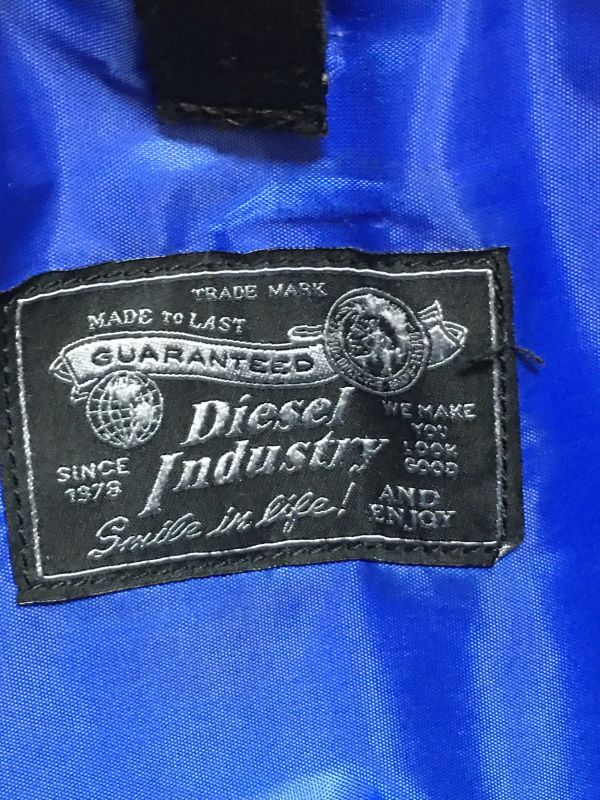 TRADE MARK
MADE TO LAST
GUARANTEED
Diesel
Industry
SINCE
1978
WE MAKE
YOU
LOOK
GOOD
Smile in life!
AND
ENJOY